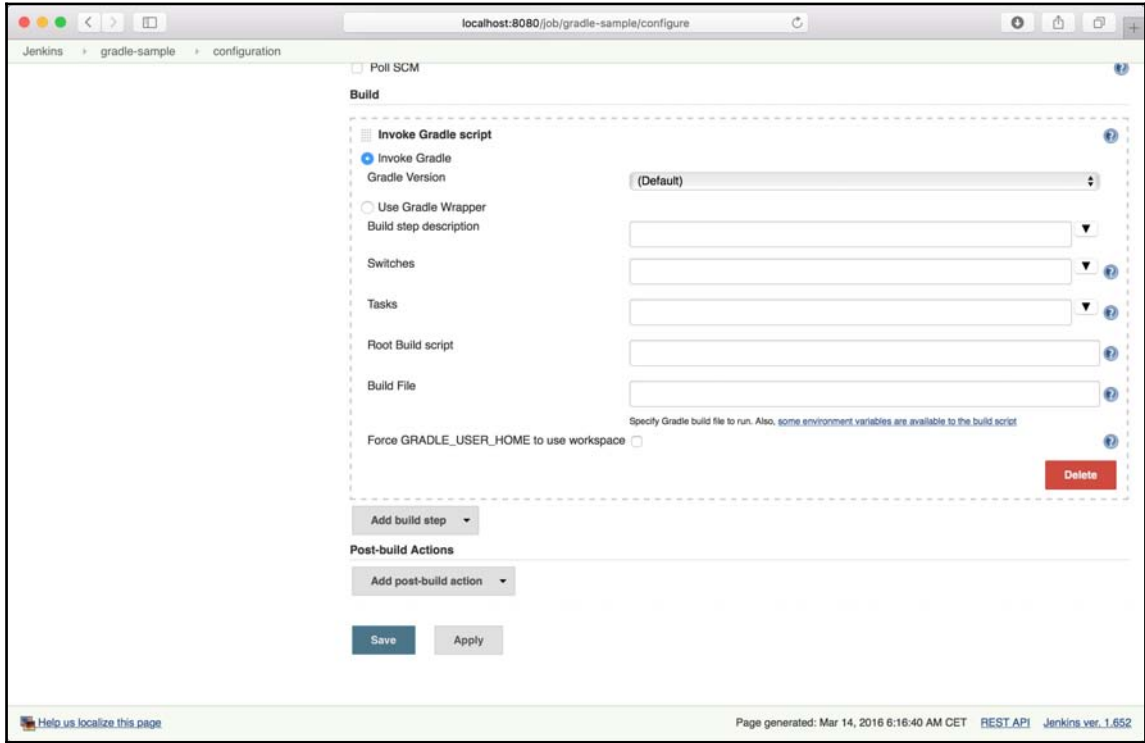 localhost:8080/job/gradle-sample/configure
Jenkins gradle-sample configuration
Poll SCM
Build
Invoke Gradle script
Invoke Gradle
Gradle Version (Default)
Use Gradle Wrapper
Build step description
Switches
Tasks
Root Build script
Build File
Specify Gradle build file to run. Also, some environment variables are available to the build script
Force GRADLE_USER_HOME to use workspace
Delete
Add build step
Post-build Actions
Add post-build action
Save Apply
Help us localize this page Page generated: Mar 14, 2016 6:16:40 AM CET REST API Jenkins ver. 1.652